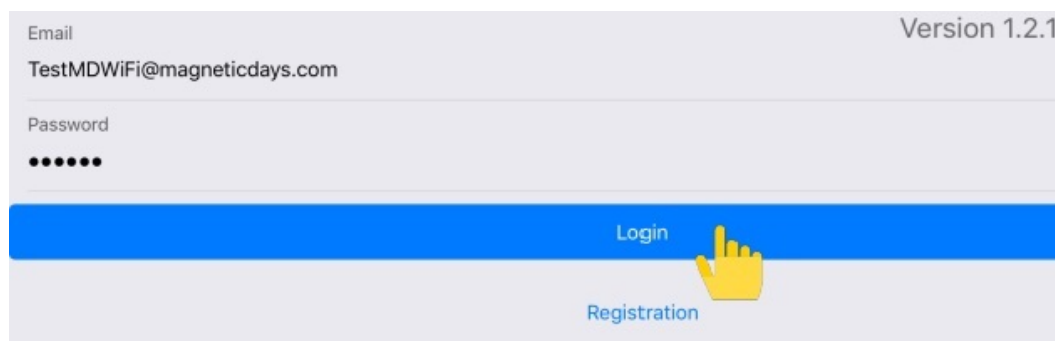 Email
Version 1.2.1
TestMDWiFi@magneticdays.com
Password
••••••
Login
Registration